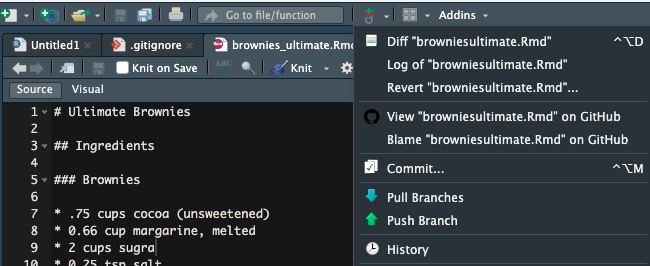 Go to file/function
Addins
Untitled1
.gitignore
brownies_ultimate.Rmd
Knit on Save
ABC
Knit
Source
Visual
1 # Ultimate Brownies
2
3 ## Ingredients
4
5 ### Brownies
6
7 * .75 cups cocoa (unsweetened)
8 * 0.66 cup margarine, melted
9 * 2 cups sugra
10 * 0.25 tsp salt
Diff "browniesultimate.Rmd" ^⌥D
Log of "browniesultimate.Rmd"
Revert "browniesultimate.Rmd"...
View "browniesultimate.Rmd" on GitHub
Blame "browniesultimate.Rmd" on GitHub
Commit... ^⌥M
Pull Branches
Push Branch
History